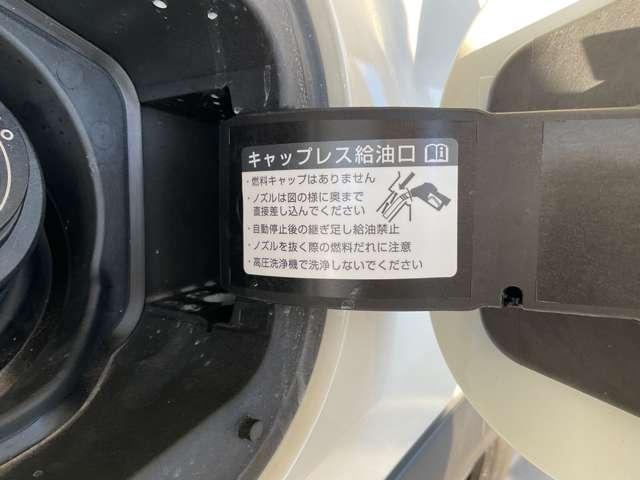 キャップレス給油口
・燃料キャップはありません
・ノズルは図の様に奥まで
直接差し込んでください
・自動停止後の継ぎ足し給油禁止
・ノズルを抜く際の燃料だれに注意
・高圧洗浄機で洗浄しないでください